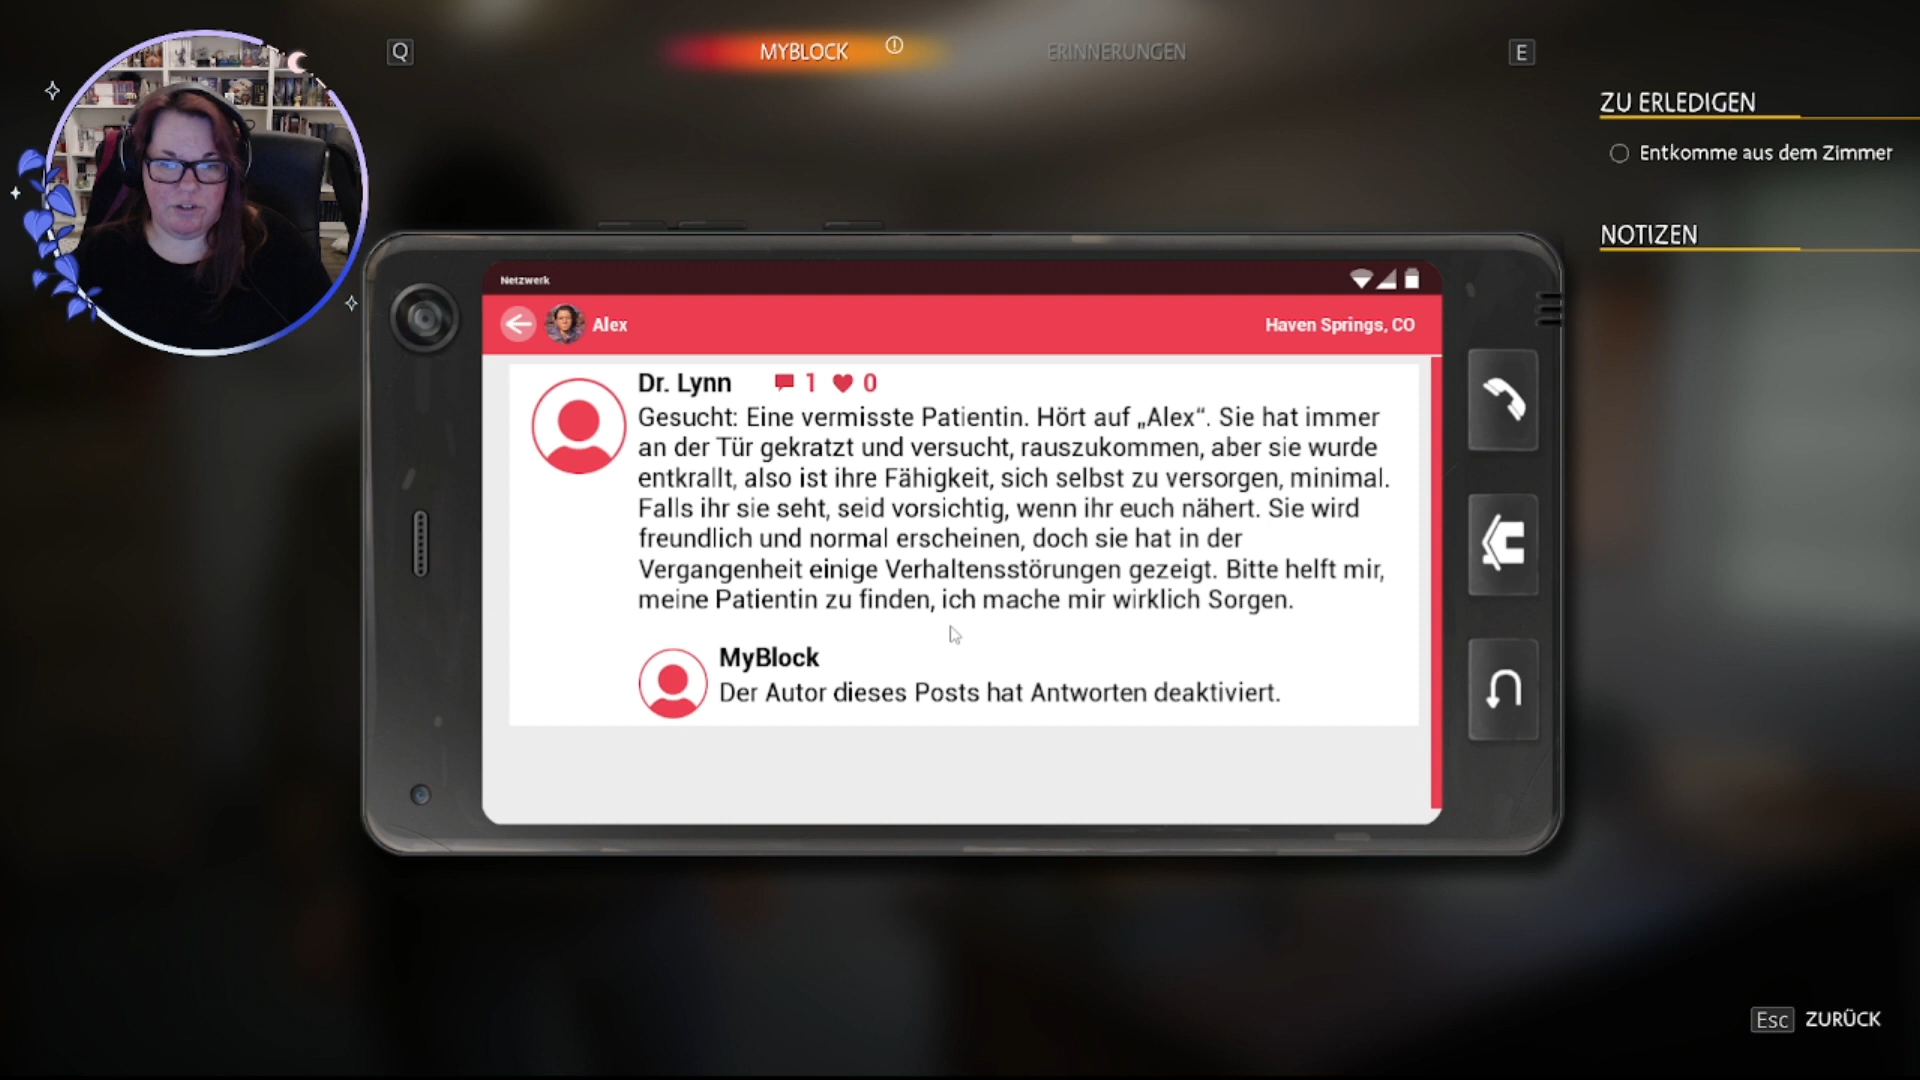 Q
MYBLOCK
ERINNERUNGEN
E
ZU ERLEDIGEN
Entkomme aus dem Zimmer
NOTIZEN
Netzwerk
Alex
Haven Springs, CO
Dr. Lynn 1 0
Gesucht: Eine vermisste Patientin. Hört auf „Alex“. Sie hat immer
an der Tür gekratzt und versucht, rauszukommen, aber sie wurde
entkrallt, also ist ihre Fähigkeit, sich selbst zu versorgen, minimal.
Falls ihr sie seht, seid vorsichtig, wenn ihr euch nähert. Sie wird
freundlich und normal erscheinen, doch sie hat in der
Vergangenheit einige Verhaltensstörungen gezeigt. Bitte helft mir,
meine Patientin zu finden, ich mache mir wirklich Sorgen.
MyBlock
Der Autor dieses Posts hat Antworten deaktiviert.
Esc ZURÜCK